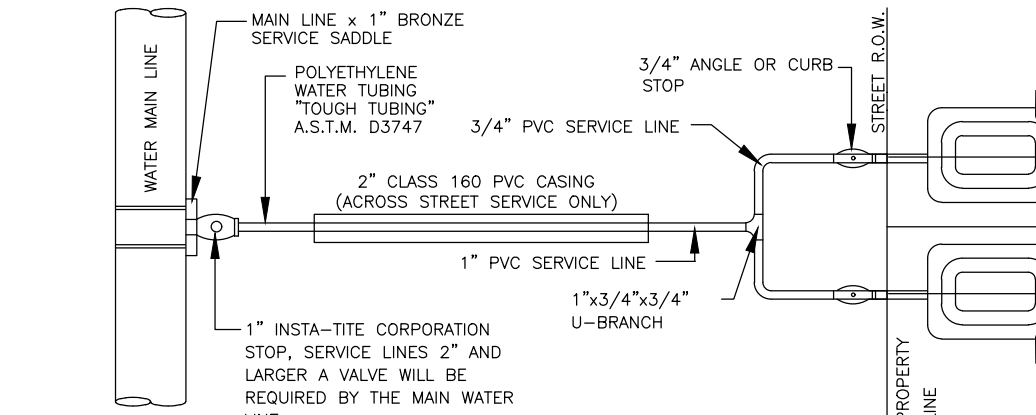 MAIN LINE x 1" BRONZE
SERVICE SADDLE
WATER MAIN LINE
POLYETHYLENE
WATER TUBING
"TOUGH TUBING"
A.S.T.M. D3747
3/4" ANGLE OR CURB
STOP
STREET R.O.W.
3/4" PVC SERVICE LINE
2" CLASS 160 PVC CASING
(ACROSS STREET SERVICE ONLY)
1" PVC SERVICE LINE
1"x3/4"x3/4"
U-BRANCH
1" INSTA-TITE CORPORATION
STOP, SERVICE LINES 2" AND
LARGER A VALVE WILL BE
REQUIRED BY THE MAIN WATER
PROPERTY
LINE